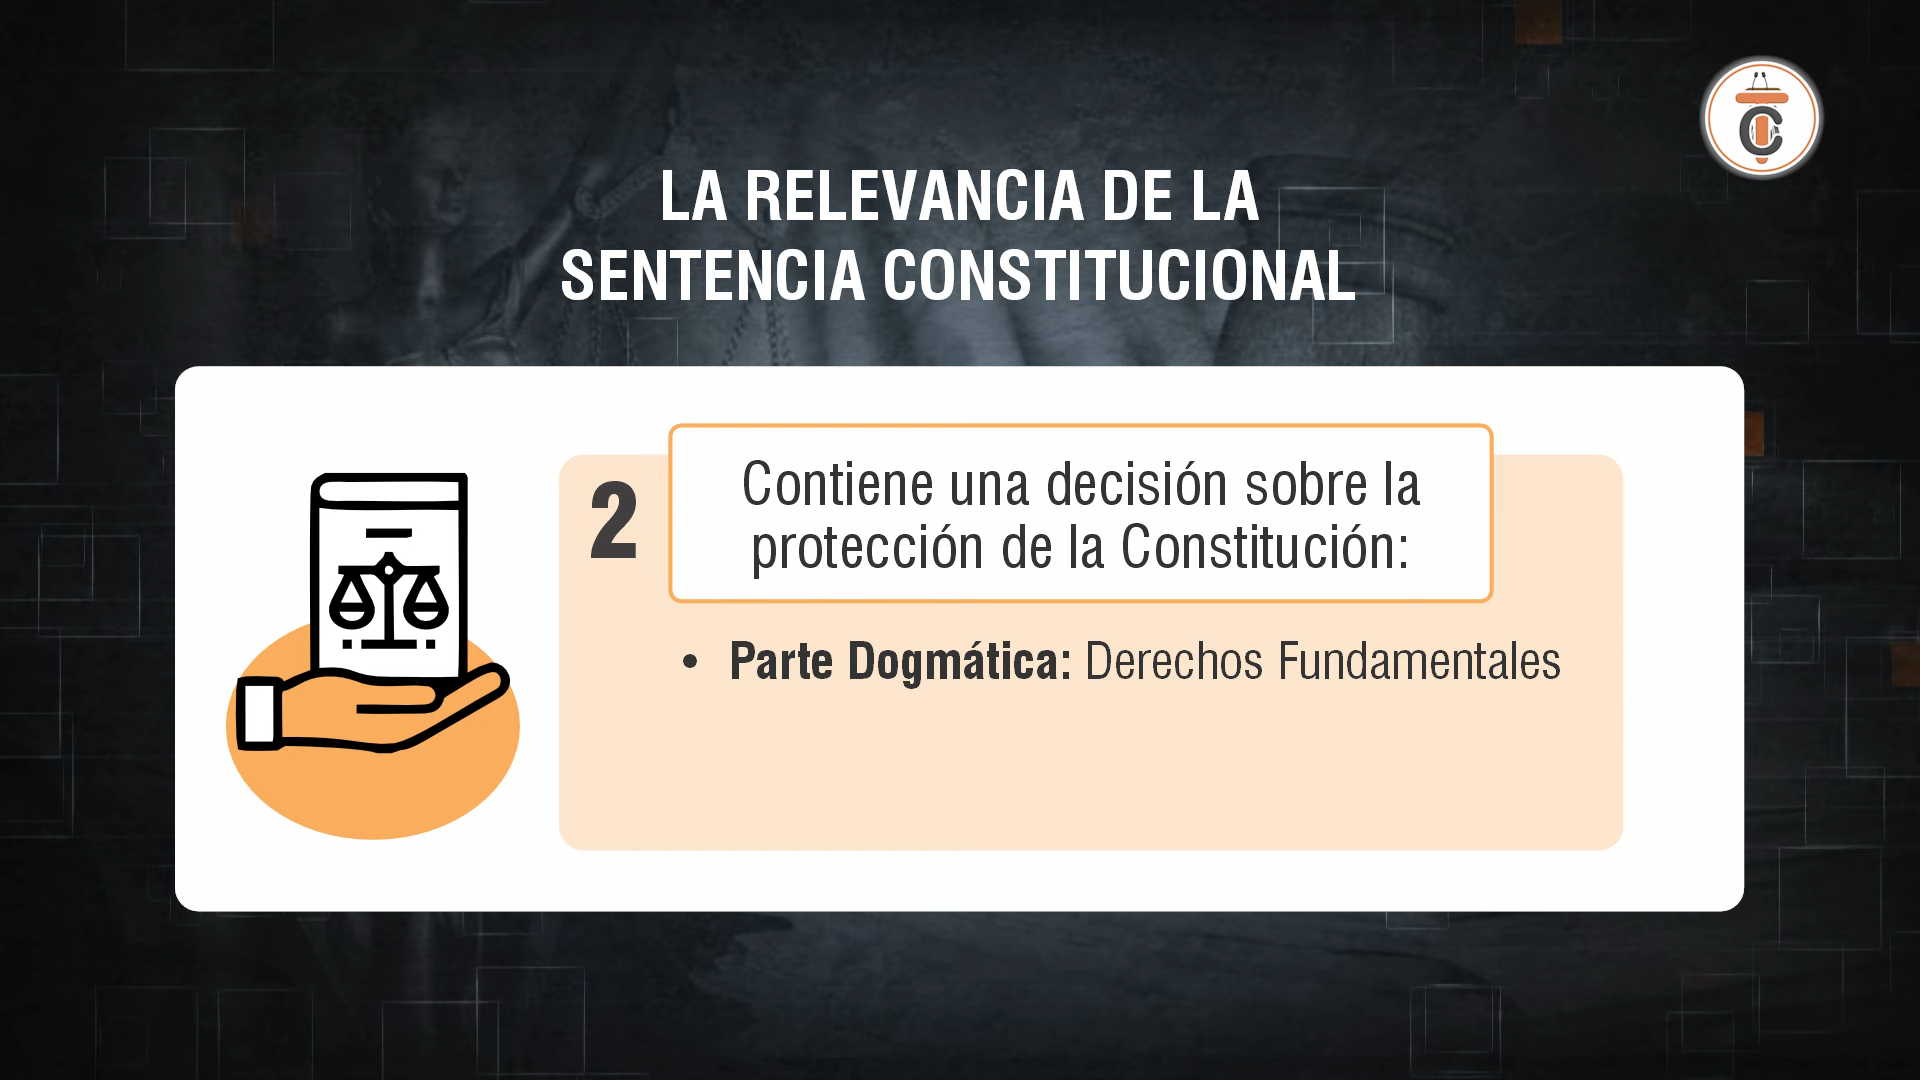 LA RELEVANCIA DE LA
SENTENCIA CONSTITUCIONAL
2
Contiene una decisión sobre la
protección de la Constitución:
• Parte Dogmática: Derechos Fundamentales
TC